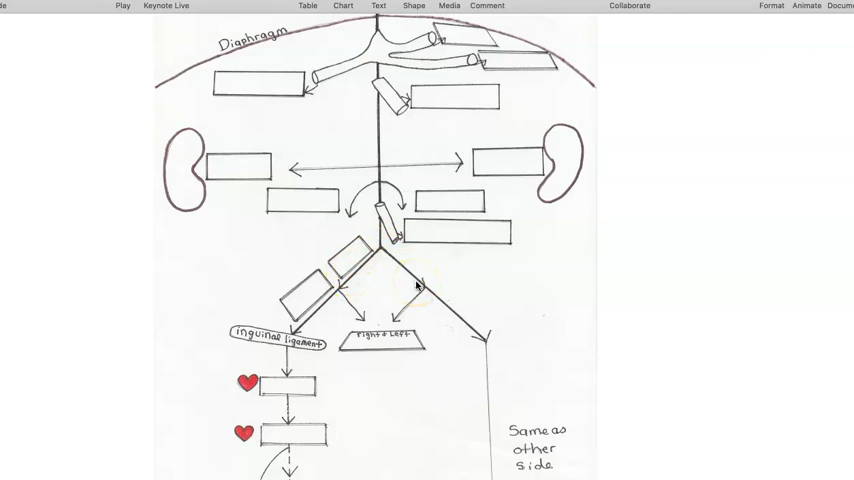 Play Keynote Live Table Chart Text Shape Media Comment Collaborate Format Animate
Diaphragm
inguinal ligament
right & Left
Same as
other
side